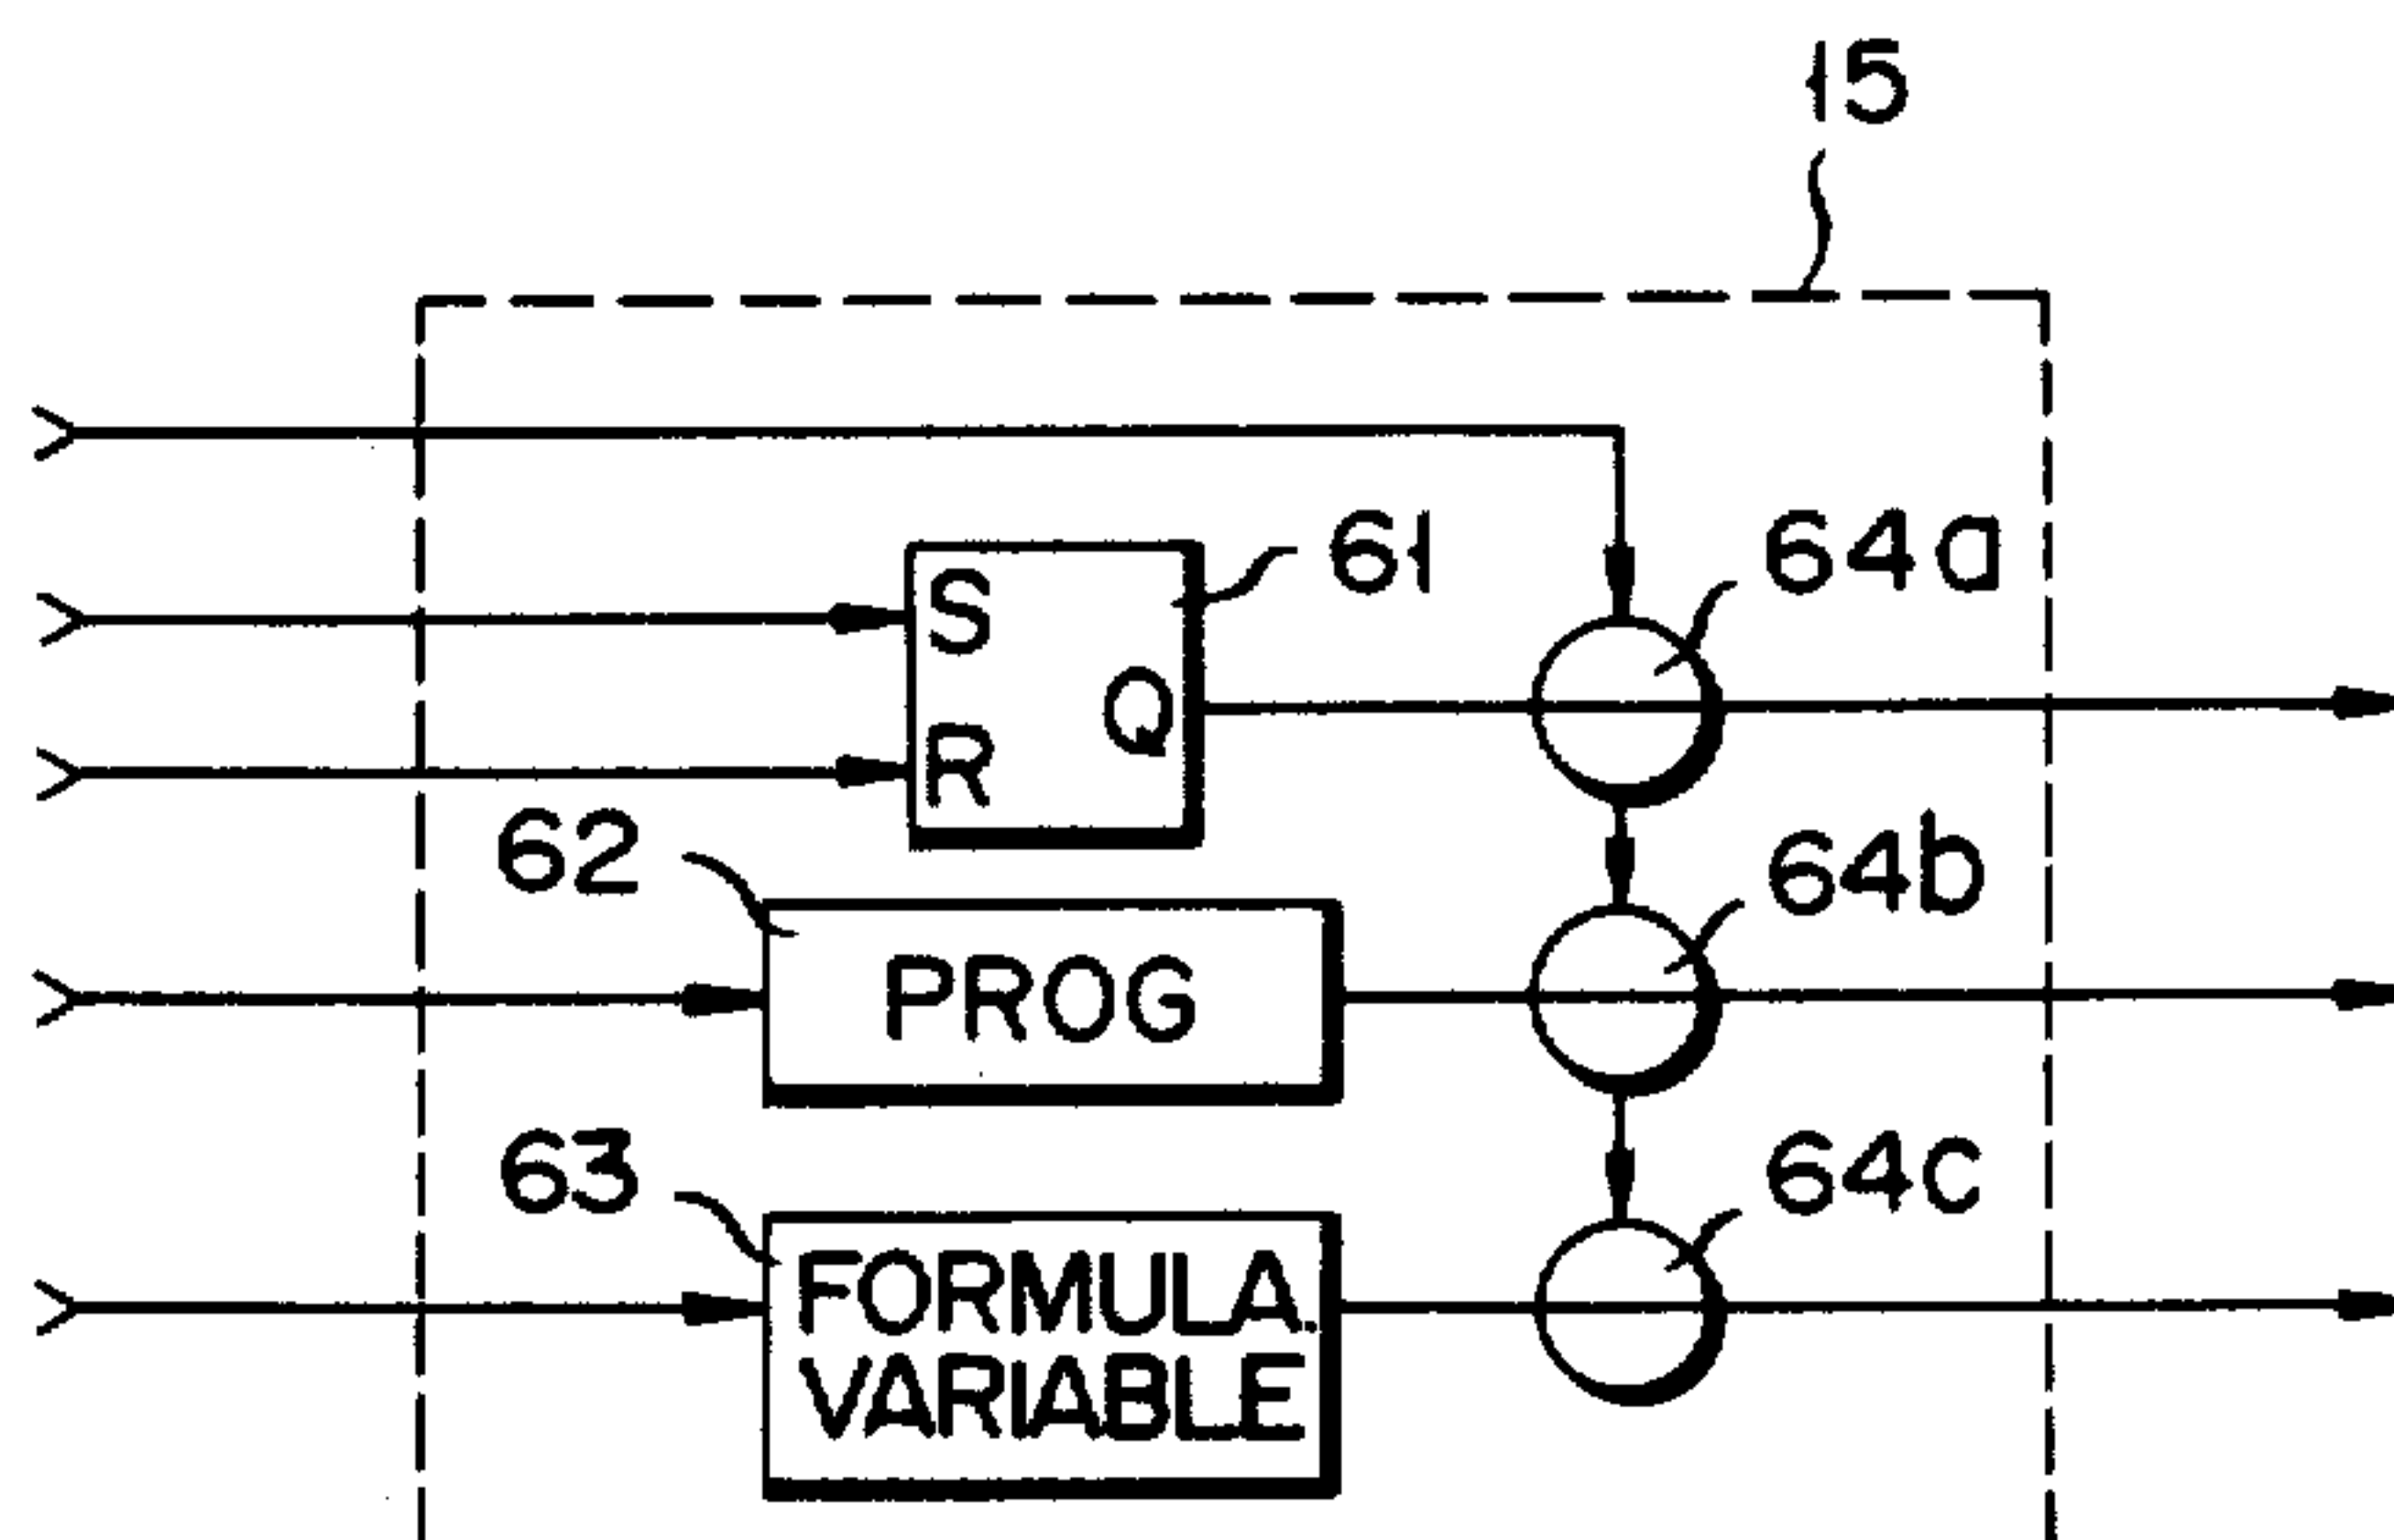 15
61
64a
S
Q
R
62
64b
PROG
63
64c
FORMULA.
VARIABLE